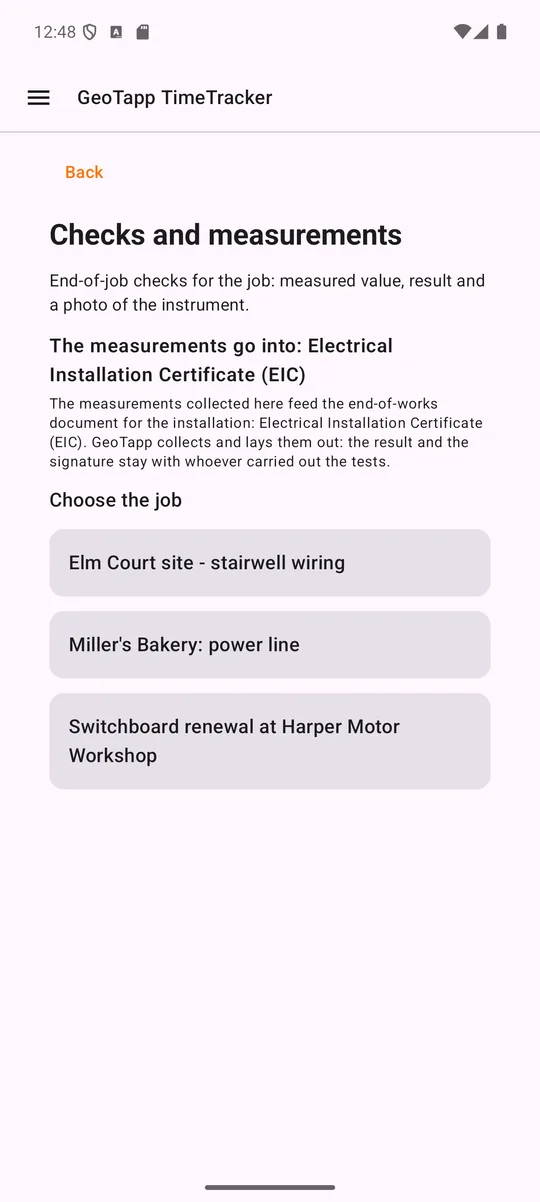 12:48
GeoTapp TimeTracker
Back
Checks and measurements
End-of-job checks for the job: measured value, result and
a photo of the instrument.
The measurements go into: Electrical
Installation Certificate (EIC)
The measurements collected here feed the end-of-works
document for the installation: Electrical Installation Certificate
(EIC). GeoTapp collects and lays them out: the result and the
signature stay with whoever carried out the tests.
Choose the job
Elm Court site - stairwell wiring
Miller's Bakery: power line
Switchboard renewal at Harper Motor
Workshop